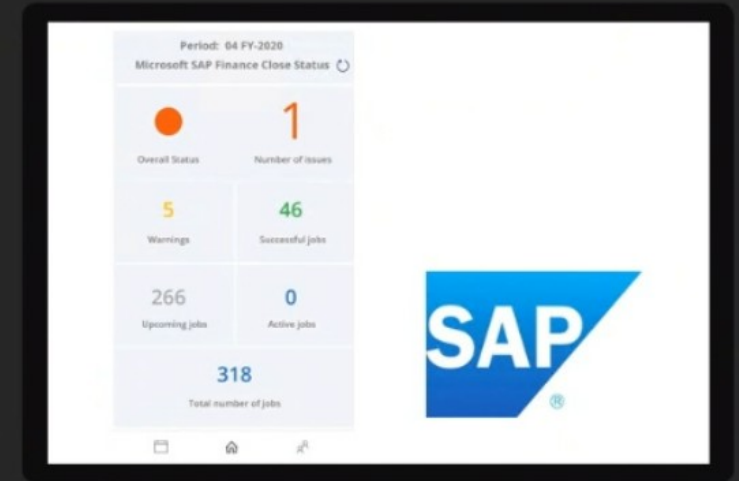 Period: 04 FY-2020
Microsoft SAP Finance Close Status
1
Overall Status
Number of issues
5
46
Warnings
Successful jobs
266
0
Upcoming jobs
Active jobs
318
Total number of jobs
SAP
®